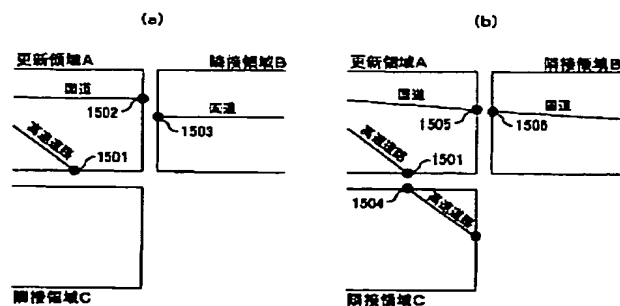 (a)
更新領域A
隣接領域B
国道
1502
国道
1503
高速道路
1501
隣接領域C
(b)
更新領域A
隣接領域B
国道
1505
国道
1506
高速道路
1501
1504
高速道路
隣接領域C